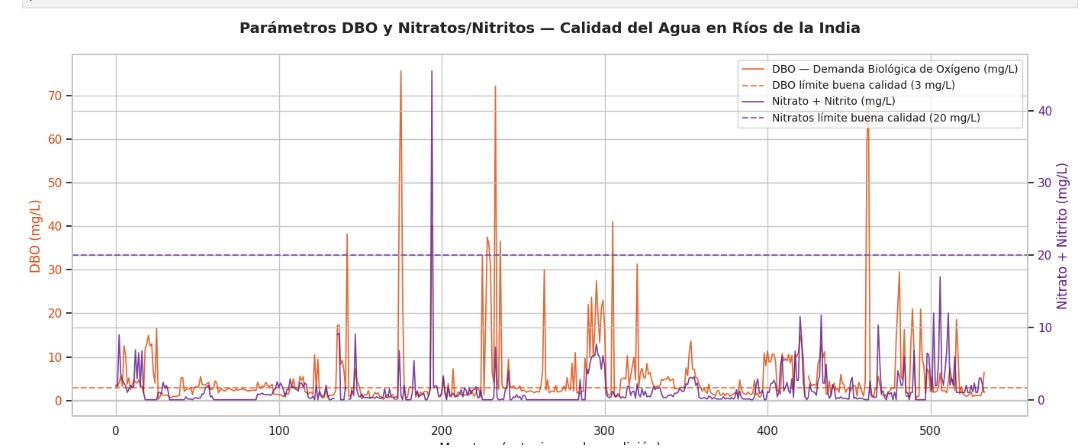 Parámetros DBO y Nitratos/Nitritos — Calidad del Agua en Ríos de la India
DBO — Demanda Biológica de Oxígeno (mg/L)
DBO límite buena calidad (3 mg/L)
Nitrato + Nitrito (mg/L)
Nitratos límite buena calidad (20 mg/L)
DBO (mg/L)
70
60
50
40
30
20
10
0
Nitrato + Nitrito (mg/L)
40
30
20
10
0
0 100 200 300 400 500